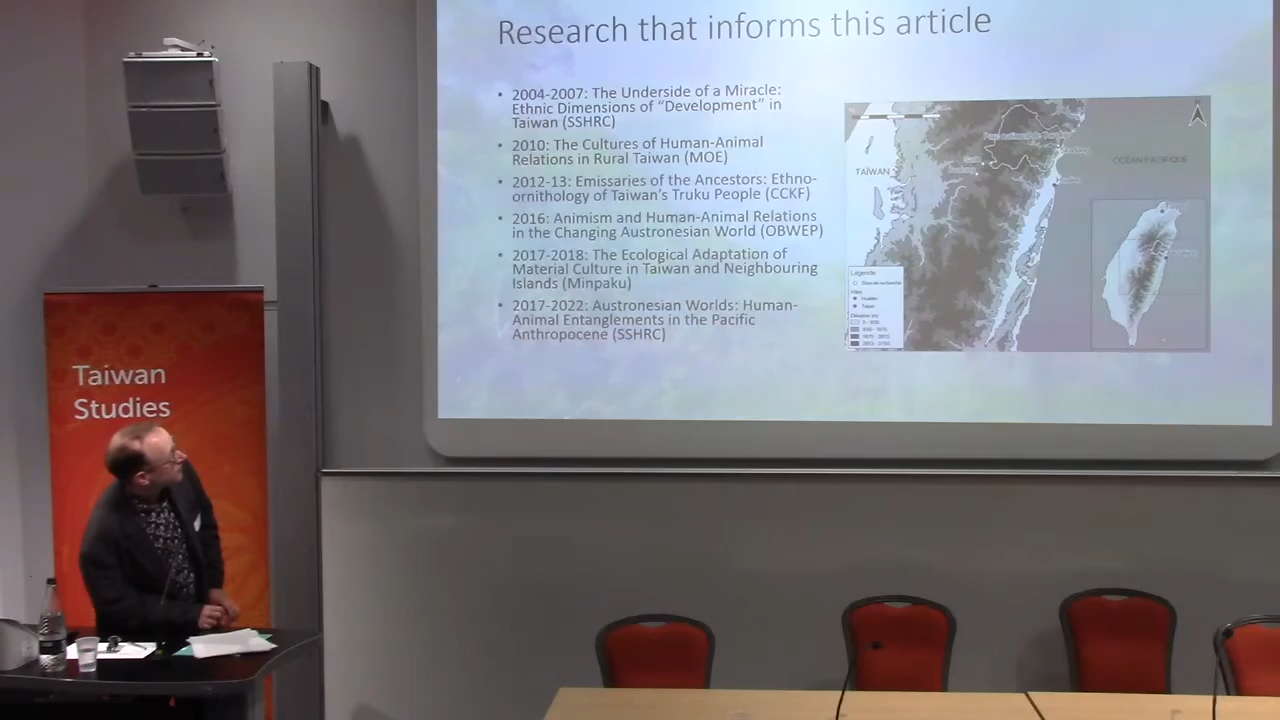 Research that informs this article
• 2004-2007: The Underside of a Miracle:
Ethnic Dimensions of “Development” in
Taiwan (SSHRC)
• 2010: The Cultures of Human-Animal
Relations in Rural Taiwan (MOE)
• 2012-13: Emissaries of the Ancestors: Ethno-
ornithology of Taiwan’s Truku People (CCKF)
• 2016: Animism and Human-Animal Relations
in the Changing Austronesian World (OBWEP)
• 2017-2018: The Ecological Adaptation of
Material Culture in Taiwan and Neighbouring
Islands (Minpaku)
• 2017-2022: Austronesian Worlds: Human-
Animal Entanglements in the Pacific
Anthropocene (SSHRC)
TAÏWAN
OCÉAN PACIFIQUE
Légende
Taiwan
Studies